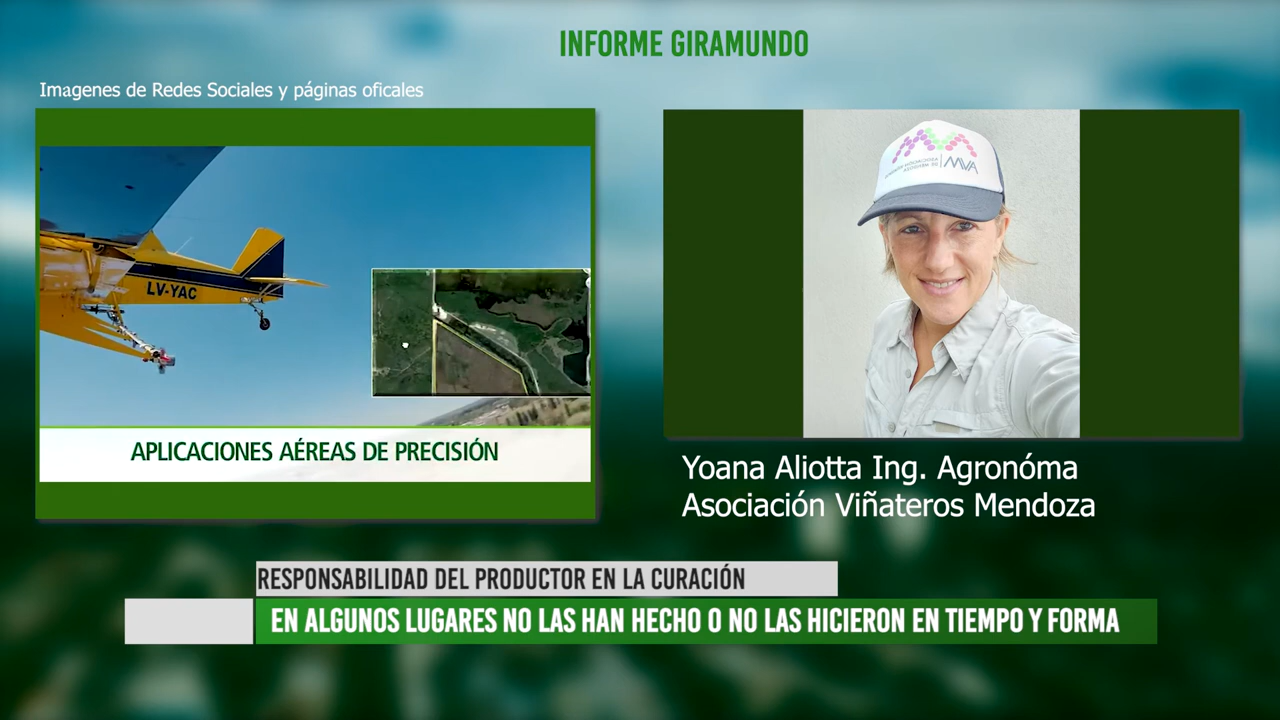 INFORME GIRAMUNDO
Imagenes de Redes Sociales y páginas oficales
LV-YAC
APLICACIONES AÉREAS DE PRECISIÓN
MVA
Yoana Aliotta Ing. Agronóma
Asociación Viñateros Mendoza
RESPONSABILIDAD DEL PRODUCTOR EN LA CURACIÓN
EN ALGUNOS LUGARES NO LAS HAN HECHO O NO LAS HICIERON EN TIEMPO Y FORMA